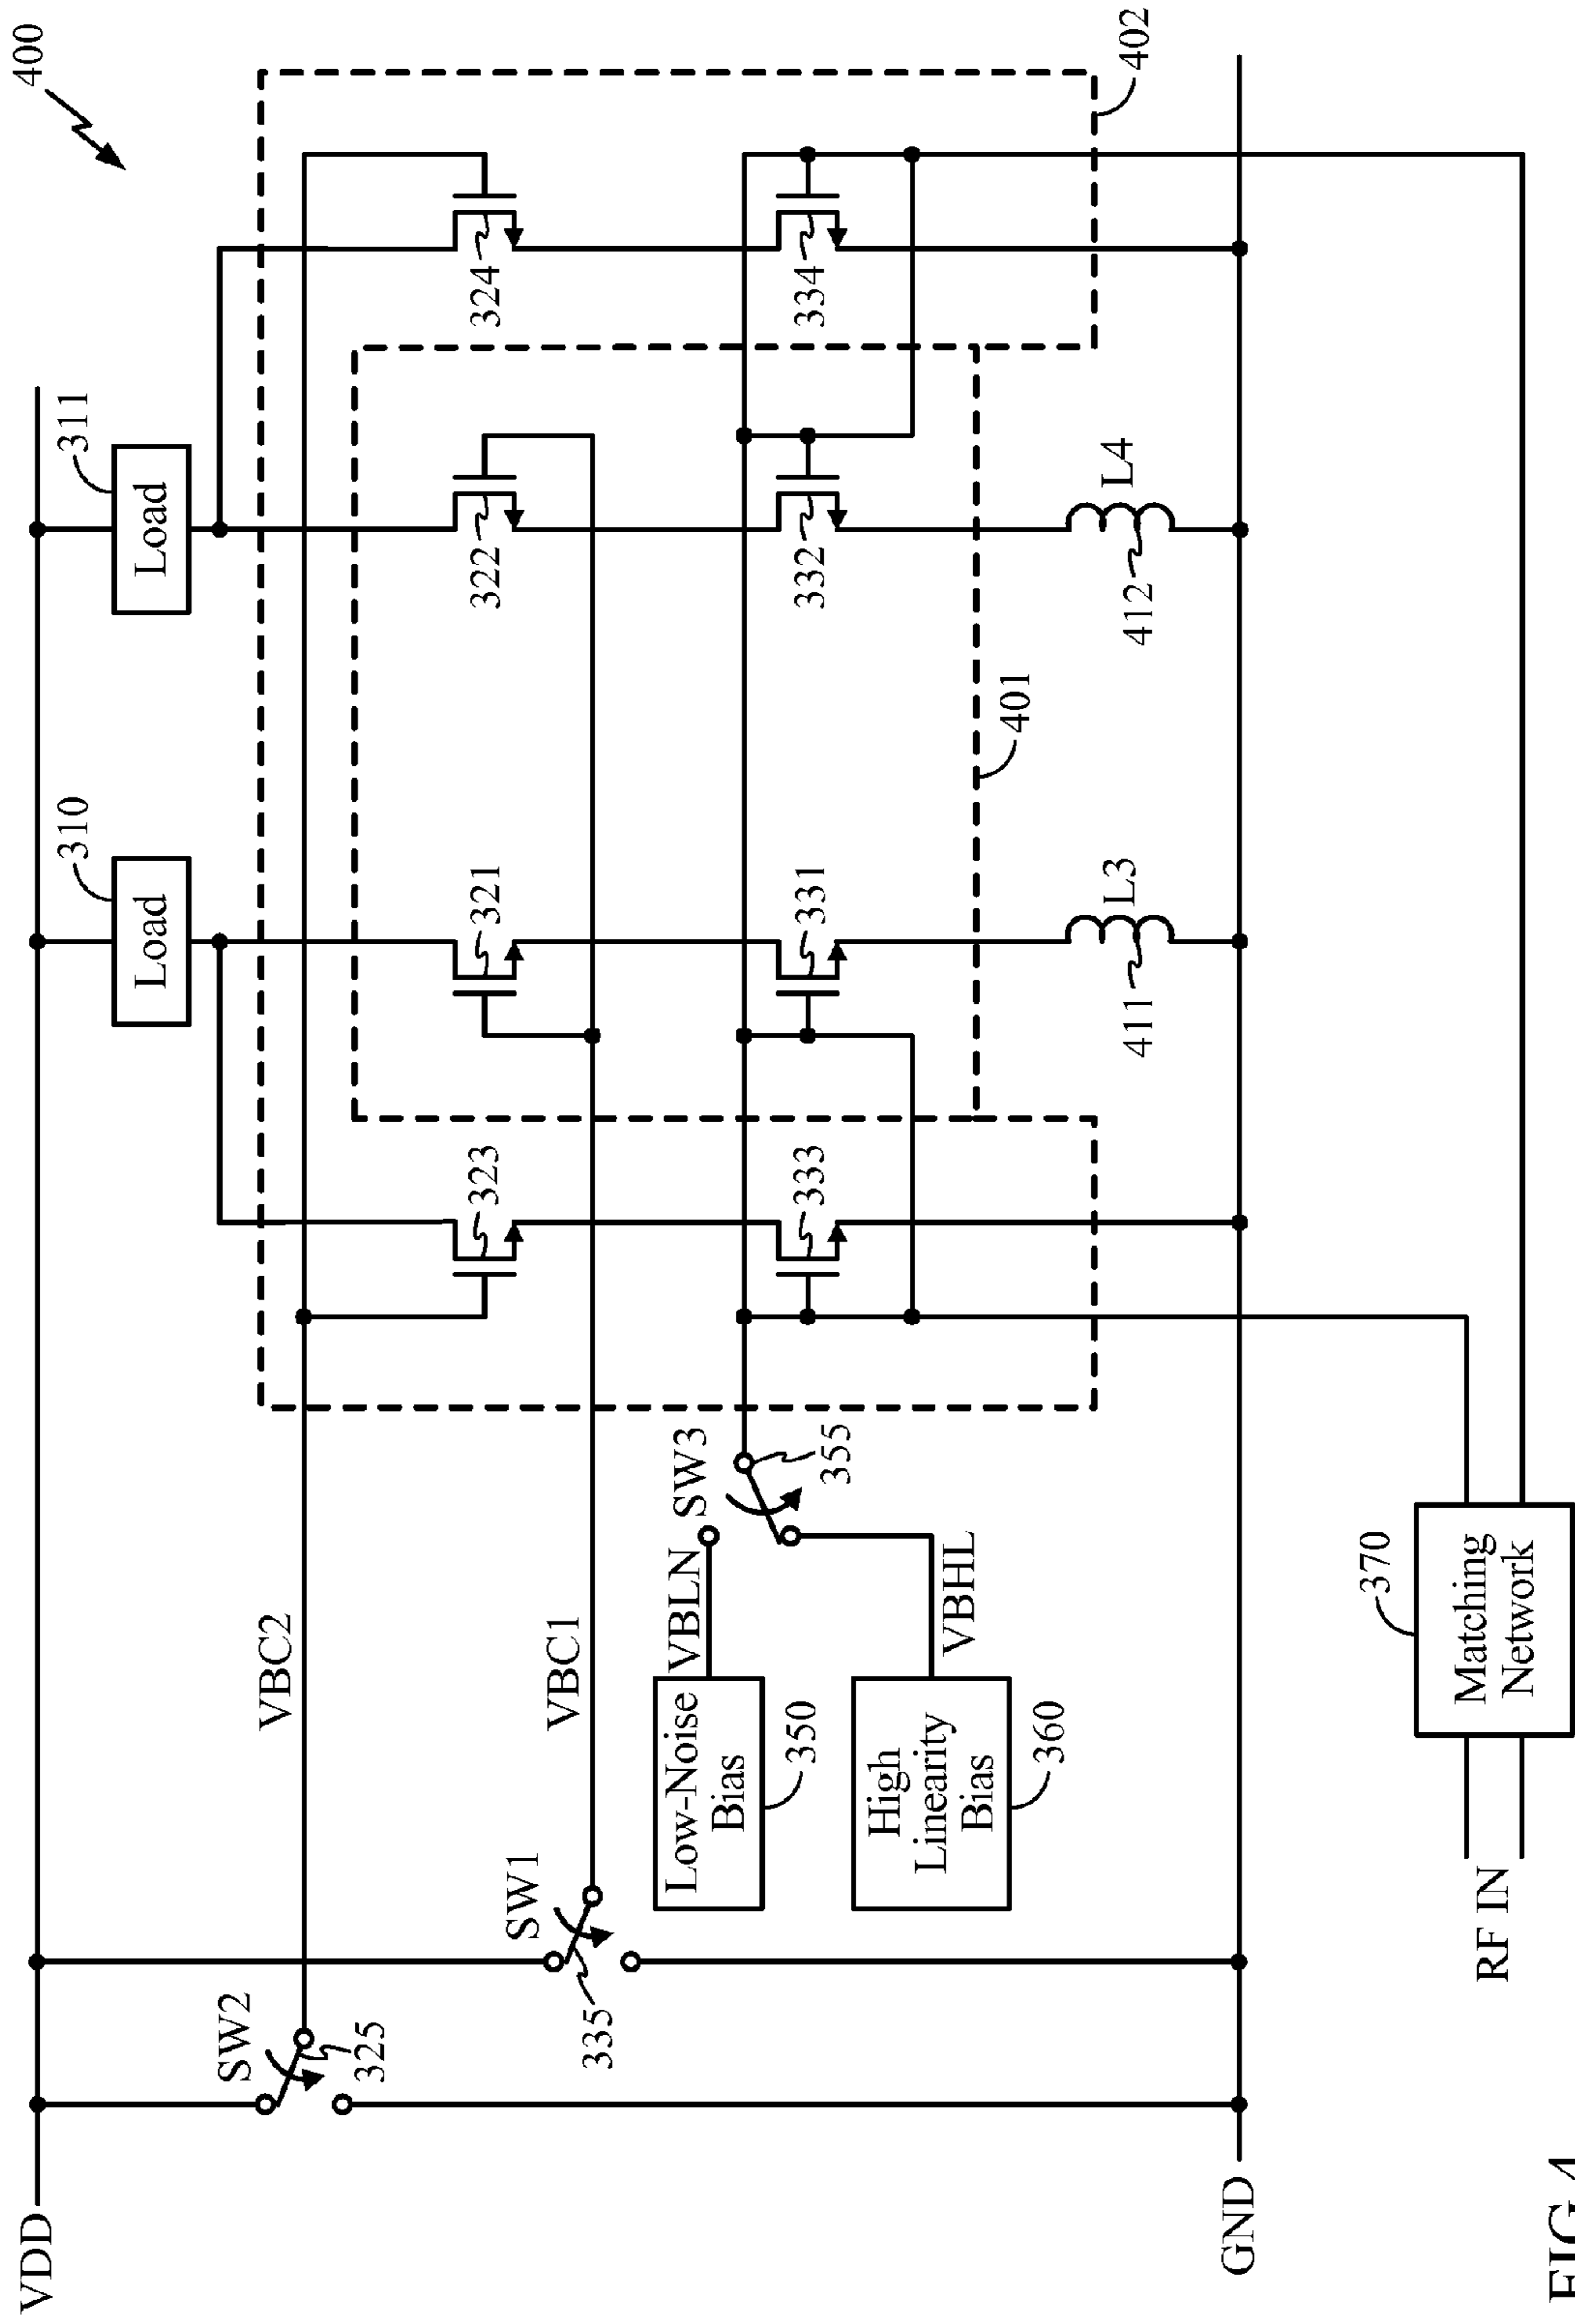 400
VDD
310
311
Load
Load
SW2
325
VBC2
323
321
322
324
SW1
335
VBC1
402
Low-Noise
Bias
350
VBLN
SW3
355
333
331
332
334
High
Linearity
Bias
360
VBHL
401
411
L3
412
L4
GND
370
Matching
Network
RF IN
FIG 4